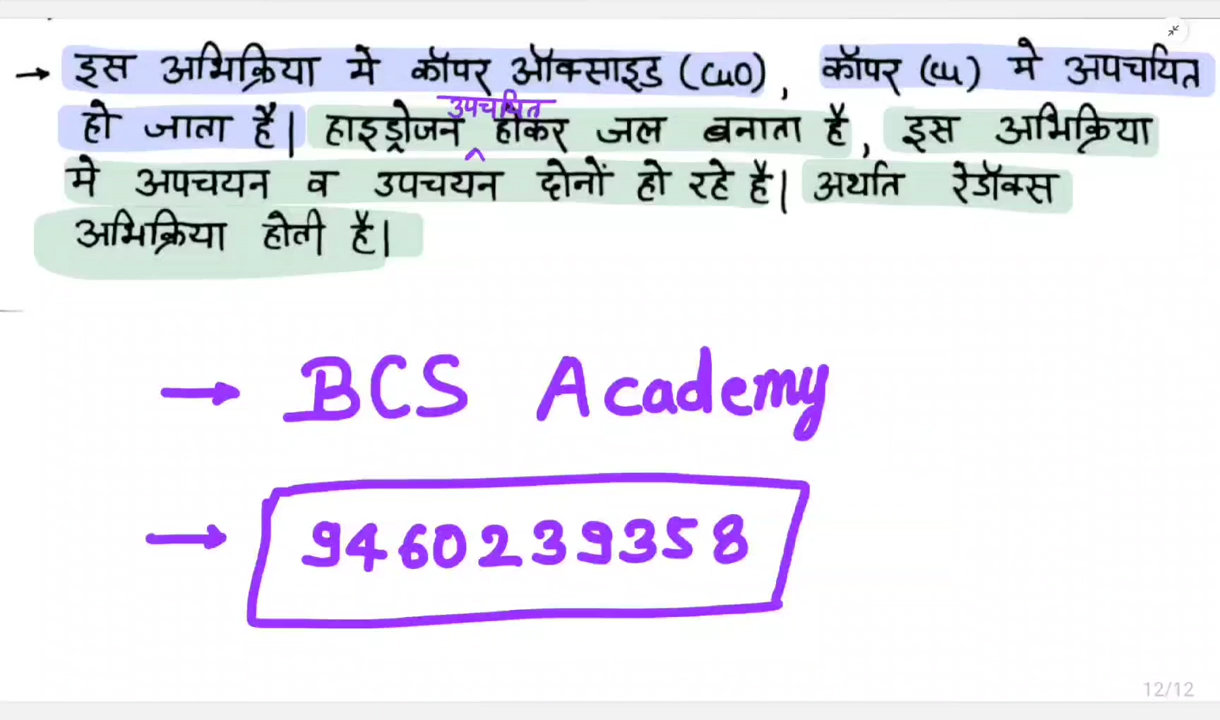 → इस अभिक्रिया मे कॉपर ऑक्साइड (CuO), कॉपर (Cu) मे अपचयित
हो जाता है| हाइड्रोजन ^ उपचयित होकर जल बनाता है, इस अभिक्रिया
मे अपचयन व उपचयन दोनों हो रहे है| अर्थात रेडॉक्स
अभिक्रिया होती है|
→ BCS Academy
→ 9460239358
12/12